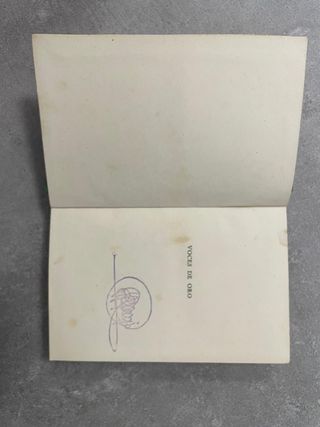 VOCES DE ORO